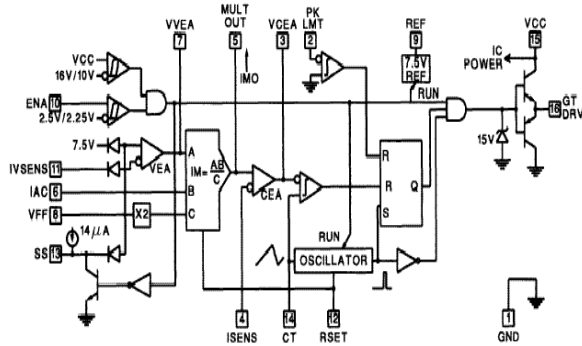 MULT OUT
VVEA
7
5
IMO
VCEA
3
PK LMT
2
REF
9
7.5V REF
VCC
15
IC POWER
VCC
16V/10V
ENA 10
2.5V/2.25V
RUN
GT DRV
16
15V
7.5V
IVSENS 11
VEA
A
IM= AB/C
IAC 6
B
VFF 8
X2
C
CEA
R
R Q
S
14μA
SS 13
RUN
OSCILLATOR
4
ISENS
14
CT
12
RSET
1
GND